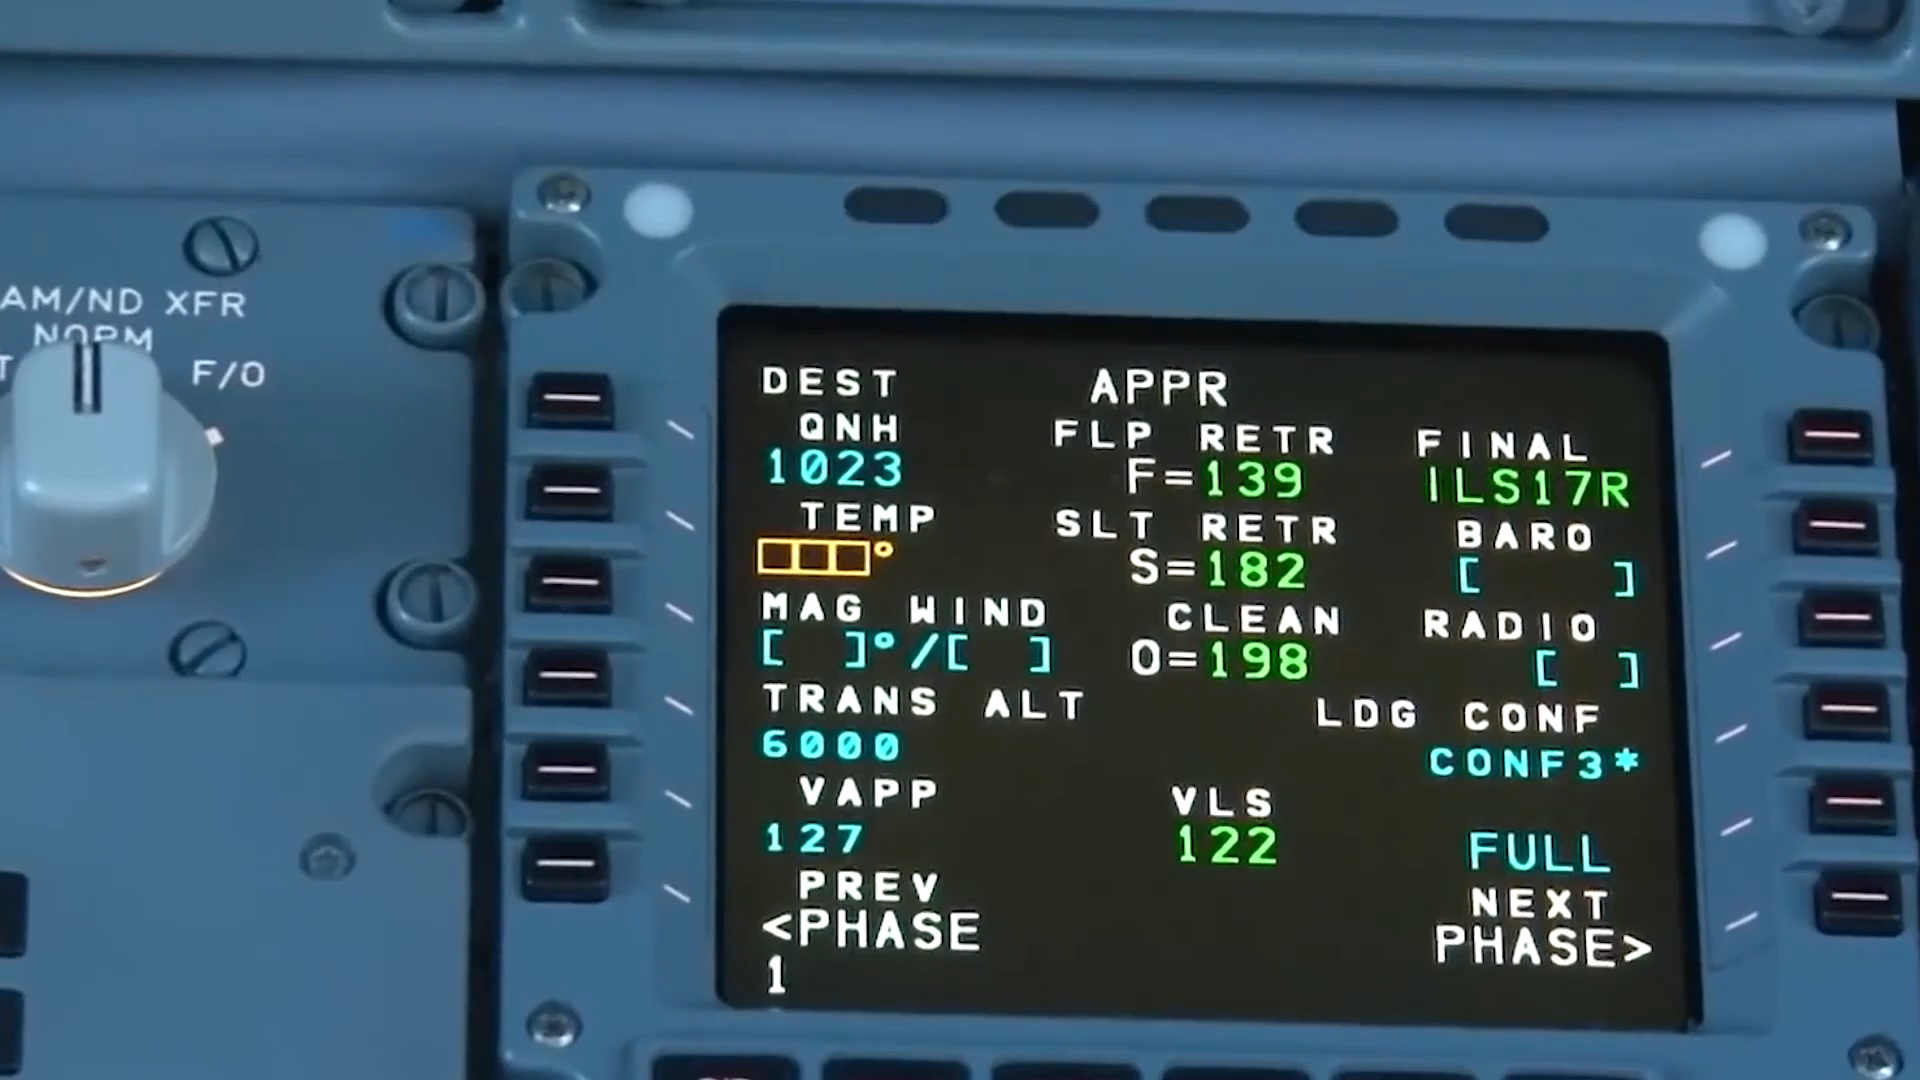 AM/ND XFR
NORM
F/O
DEST APPR
QNH FLP RETR FINAL
1023 F=139 ILS17R
TEMP SLT RETR BARO
° S=182 [ ]
MAG WIND CLEAN RADIO
[ ]°/[ ] O=198 [ ]
TRANS ALT LDG CONF
6000 CONF3*
VAPP VLS
127 122 FULL
PREV NEXT
<PHASE PHASE>
1